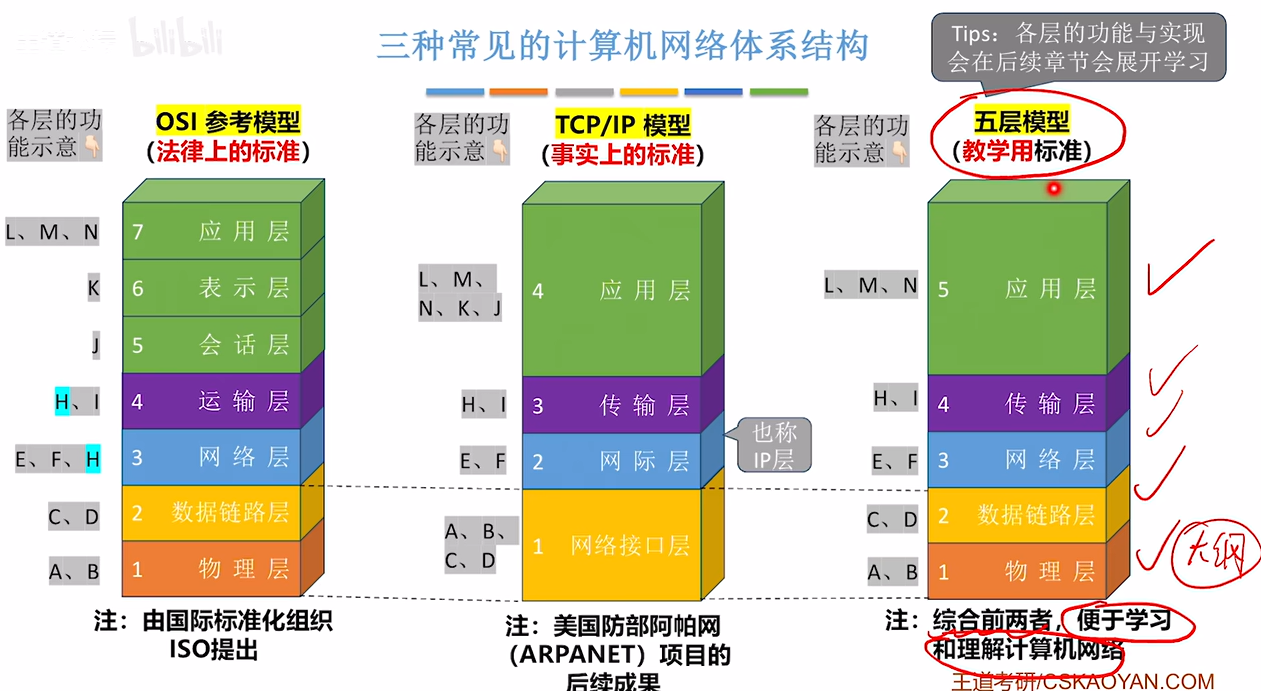 bilibili
三种常见的计算机网络体系结构
Tips：各层的功能与实现
会在后续章节会展开学习
各层的功
能示意👇🏻
OSI 参考模型
（法律上的标准）
L、M、N
7 应用层
K
6 表示层
J
5 会话层
H、I
4 运输层
E、F、H
3 网络层
C、D
2 数据链路层
A、B
1 物理层
注：由国际标准化组织
ISO提出
各层的功
能示意👇🏻
TCP/IP 模型
（事实上的标准）
L、M、
N、K、J
4 应用层
H、I
3 传输层
E、F
2 网际层
也称
IP层
A、B、
C、D
1 网络接口层
注：美国防部阿帕网
（ARPANET）项目的
后续成果
各层的功
能示意👇🏻
五层模型
（教学用标准）
L、M、N
5 应用层
H、I
4 传输层
E、F
3 网络层
C、D
2 数据链路层
A、B
1 物理层
大纲
注：综合前两者，便于学习
和理解计算机网络
王道考研/CSKAOYAN.COM